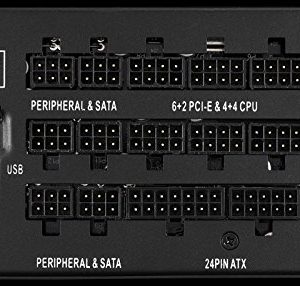 PERIPHERAL & SATA 6+2 PCI-E & 4+4 CPU
USB
PERIPHERAL & SATA 24PIN ATX